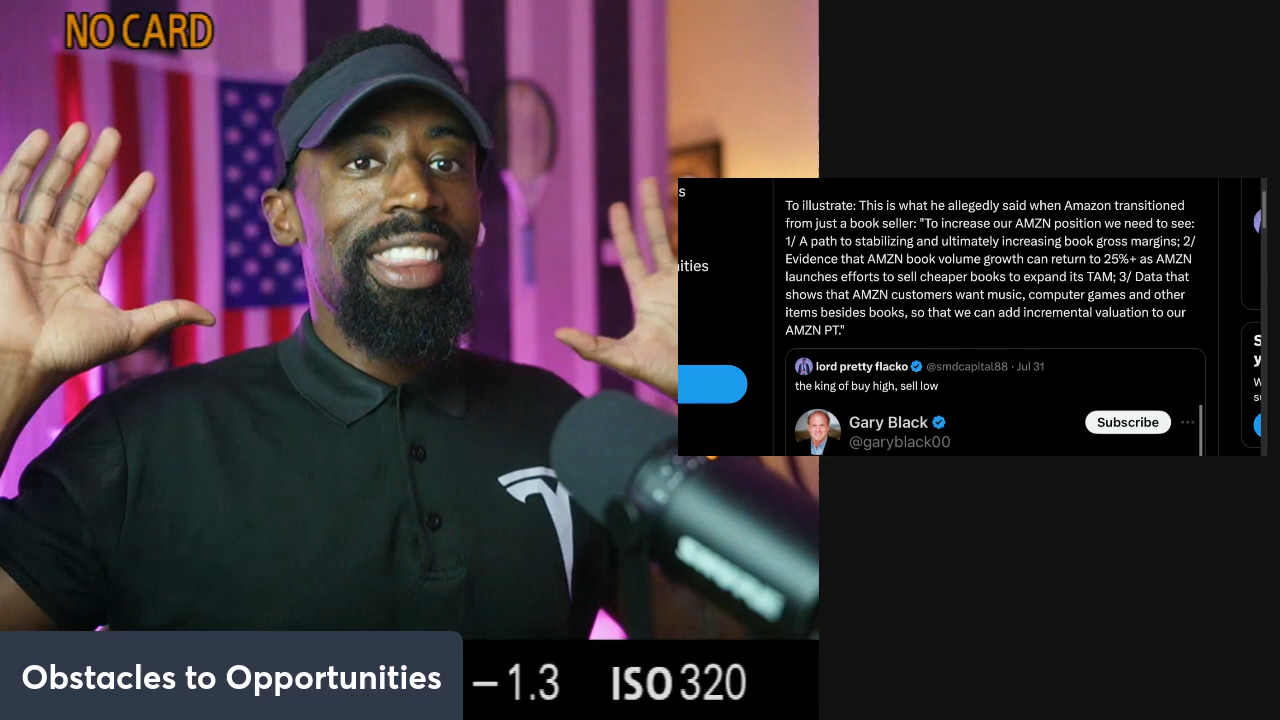 NO CARD
s
nities
To illustrate: This is what he allegedly said when Amazon transitioned
from just a book seller: "To increase our AMZN position we need to see:
1/ A path to stabilizing and ultimately increasing book gross margins; 2/
Evidence that AMZN book volume growth can return to 25%+ as AMZN
launches efforts to sell cheaper books to expand its TAM; 3/ Data that
shows that AMZN customers want music, computer games and other
items besides books, so that we can add incremental valuation to our
AMZN PT."
lord pretty flacko @smdcapital88 · Jul 31
the king of buy high, sell low
Gary Black
@garyblack00
Subscribe
S
y
W
su
Obstacles to Opportunities
– 1.3 ISO 320